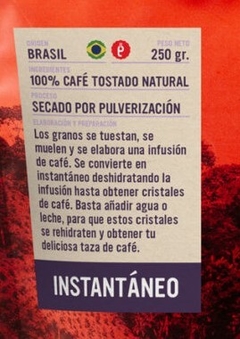 ORIGEN PESO NETO
BRASIL 250 gr.
INGREDIENTES
100% CAFÉ TOSTADO NATURAL
PROCESO
SECADO POR PULVERIZACIÓN
ELABORACIÓN Y PREPARACIÓN
Los granos se tuestan, se
muelen y se elabora una infusión
de café. Se convierte en
instantáneo deshidratando la
infusión hasta obtener cristales
de café. Basta añadir agua o
leche, para que estos cristales
se rehidraten y obtener tu
deliciosa taza de café.
INSTANTÁNEO